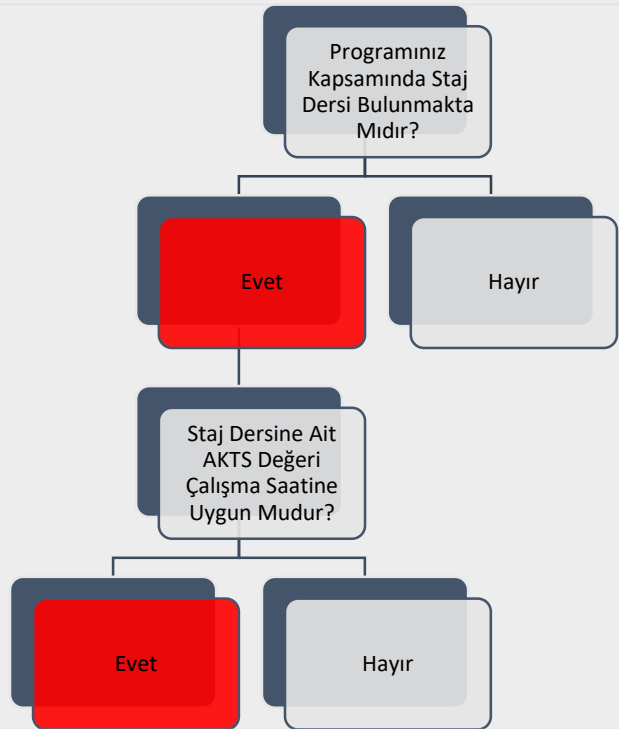 Programınız
Kapsamında Staj
Dersi Bulunmakta
Mıdır?
Evet
Hayır
Staj Dersine Ait
AKTS Değeri
Çalışma Saatine
Uygun Mudur?
Evet
Hayır